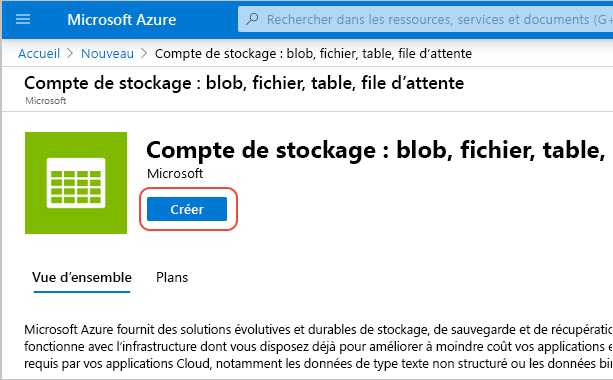 Microsoft Azure
Rechercher dans les ressources, services et documents (G+
Accueil > Nouveau > Compte de stockage : blob, fichier, table, file d’attente
Compte de stockage : blob, fichier, table, file d’attente
Microsoft
Compte de stockage : blob, fichier, table,
Microsoft
Créer
Vue d’ensemble Plans
Microsoft Azure fournit des solutions évolutives et durables de stockage, de sauvegarde et de récupératio
fonctionne avec l’infrastructure dont vous disposez déjà pour améliorer à moindre coût vos applications e
requis par vos applications Cloud, notamment les données de type texte non structuré ou les données bin